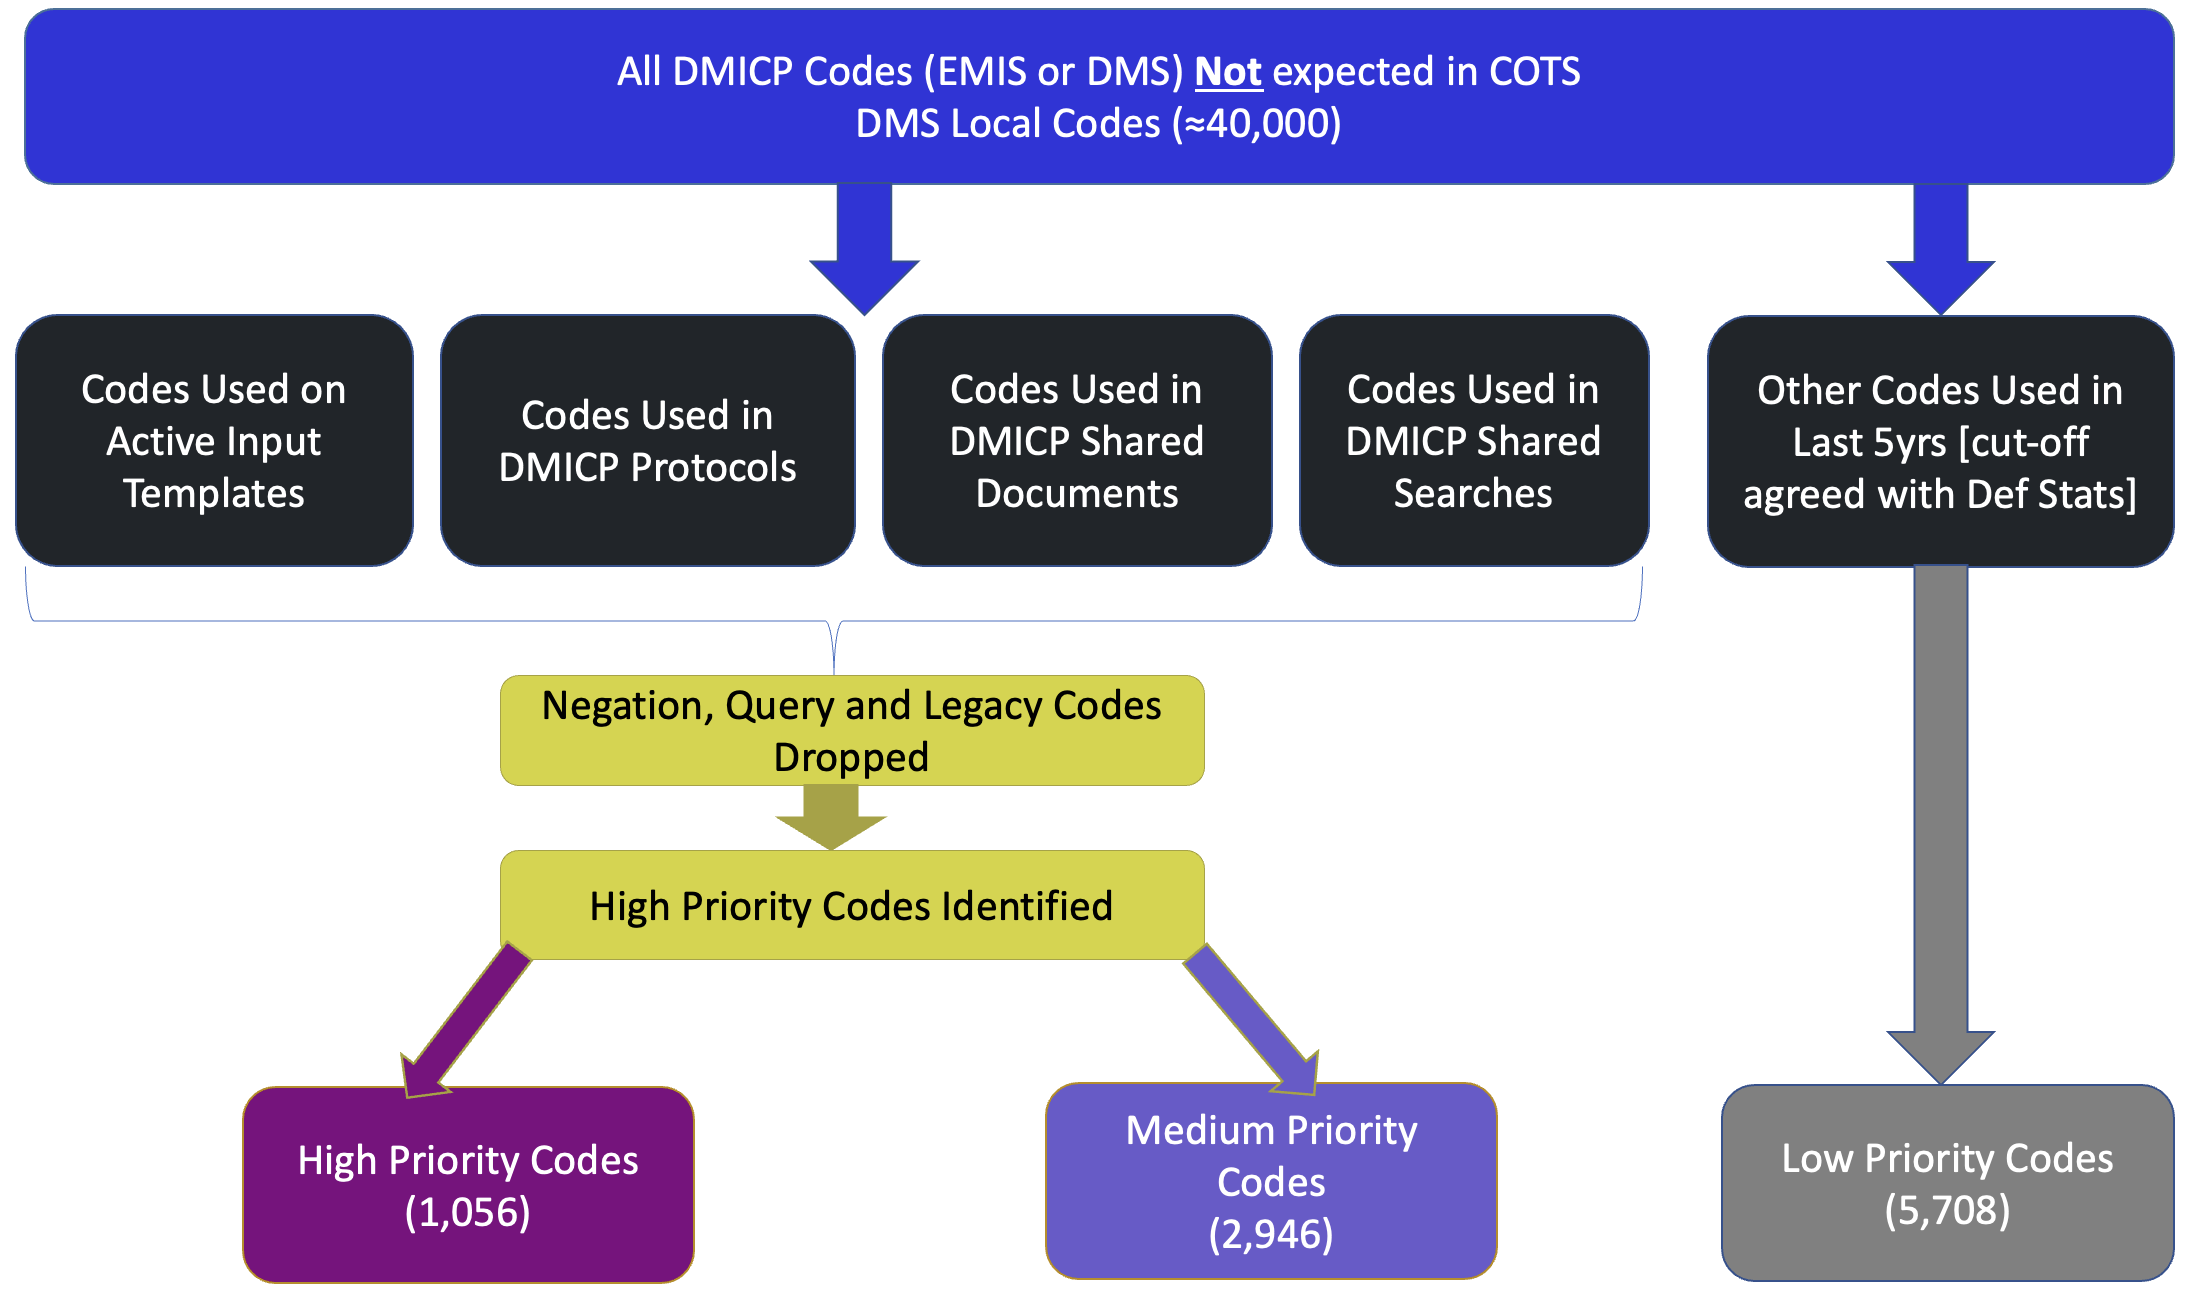 All DMICP Codes (EMIS or DMS) Not expected in COTS
DMS Local Codes (≈40,000)
Codes Used on
Active Input
Templates
Codes Used in
DMICP Protocols
Codes Used in
DMICP Shared
Documents
Codes Used in
DMICP Shared
Searches
Other Codes Used in
Last 5yrs [cut-off
agreed with Def Stats]
Negation, Query and Legacy Codes
Dropped
High Priority Codes Identified
High Priority Codes
(1,056)
Medium Priority
Codes
(2,946)
Low Priority Codes
(5,708)